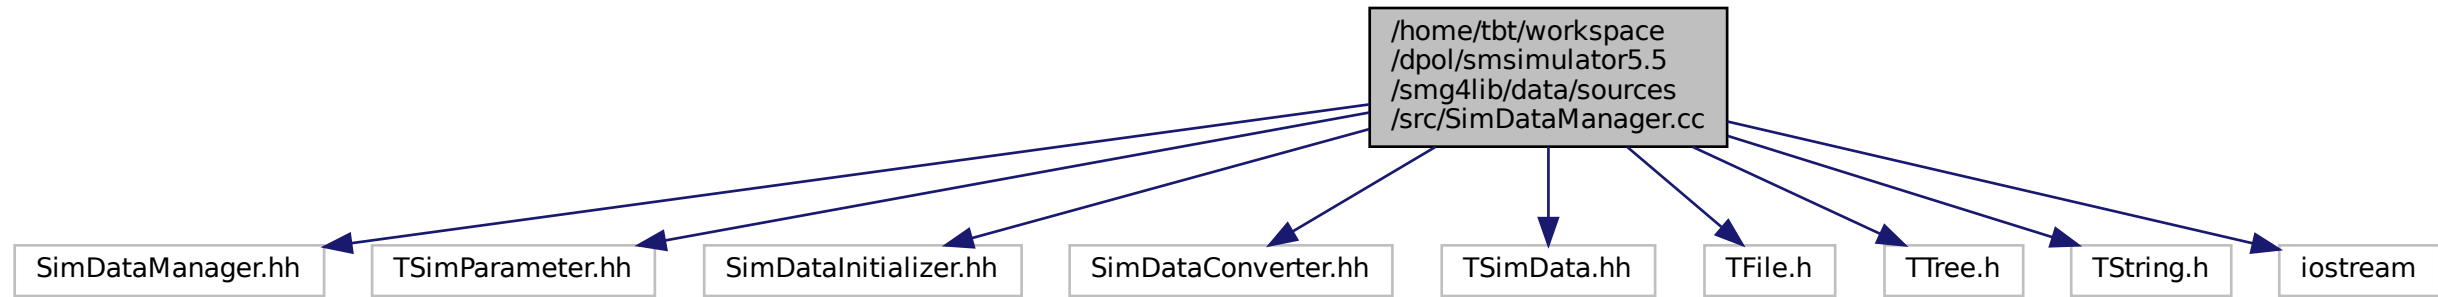 /home/tbt/workspace
/dpol/smsimulator5.5
/smg4lib/data/sources
/src/SimDataManager.cc
SimDataManager.hh
TSimParameter.hh
SimDataInitializer.hh
SimDataConverter.hh
TSimData.hh
TFile.h
TTree.h
TString.h
iostream